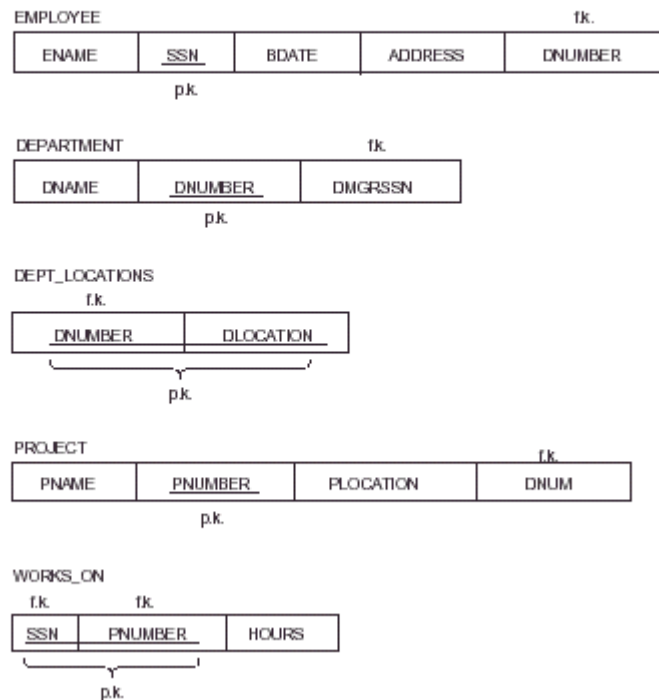 EMPLOYEE f.k.
ENAME SSN BDATE ADDRESS DNUMBER
p.k.
DEPARTMENT f.k.
DNAME DNUMBER DMGRSSN
p.k.
DEPT_LOCATIONS
f.k.
DNUMBER DLOCATION
p.k.
PROJECT f.k.
PNAME PNUMBER PLOCATION DNUM
p.k.
WORKS_ON
f.k. f.k.
SSN PNUMBER HOURS
p.k.